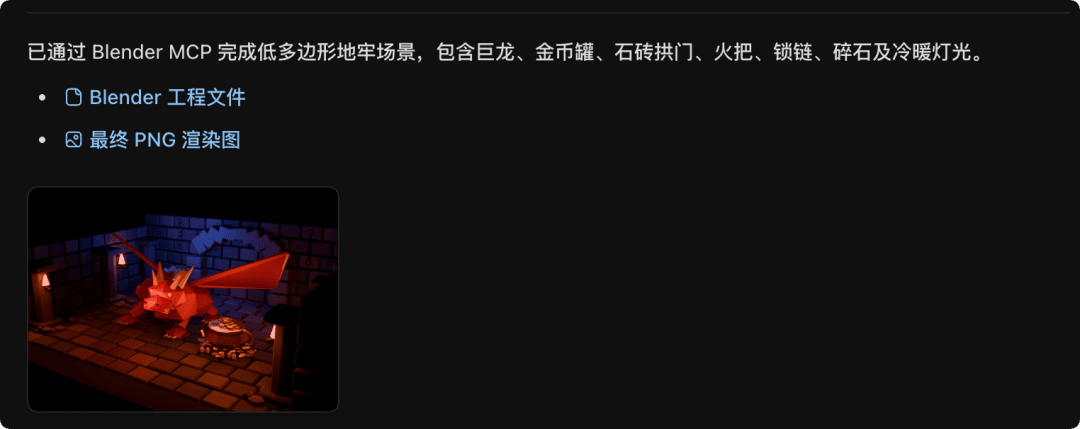 已通过 Blender MCP 完成低多边形地牢场景，包含巨龙、金币罐、石砖拱门、火把、锁链、碎石及冷暖灯光。
Blender 工程文件
最终 PNG 渲染图